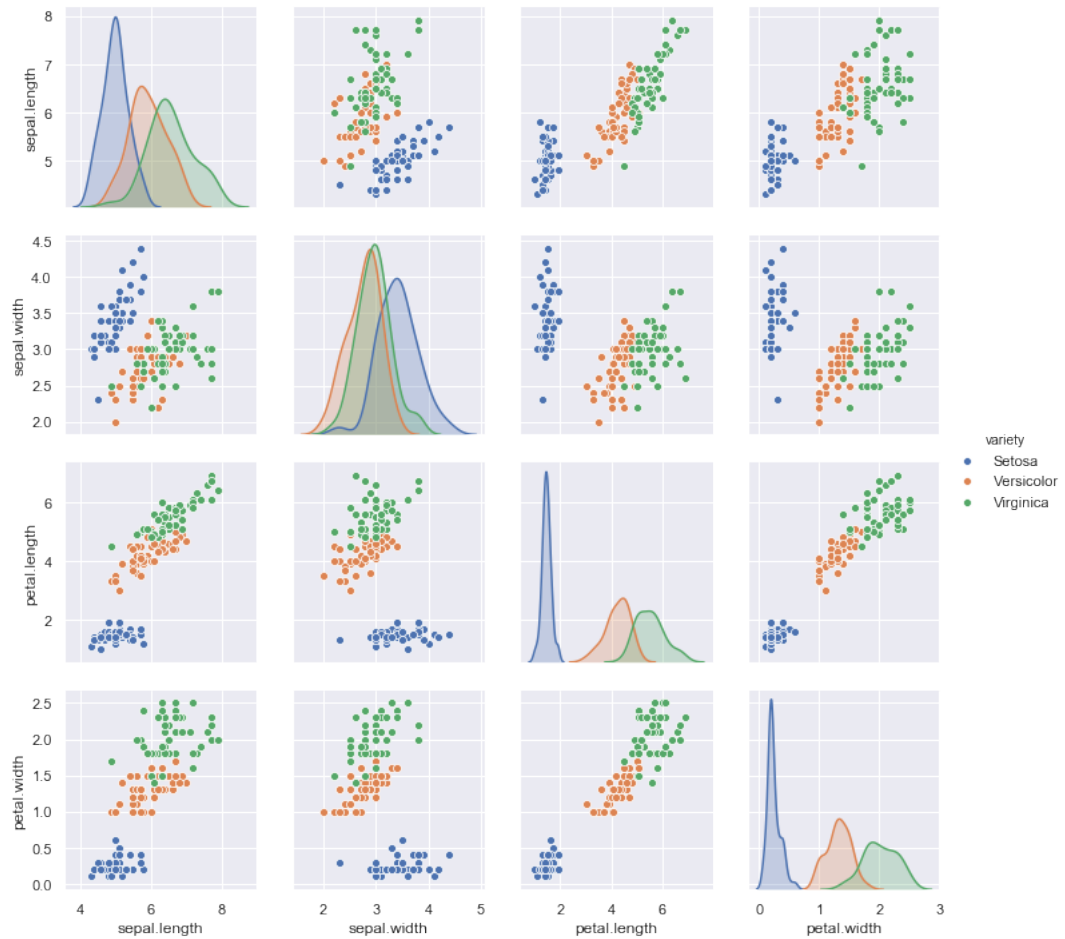 8
7
6
5
sepal.length
4.5
4.0
3.5
3.0
2.5
2.0
sepal.width
variety
Setosa
Versicolor
Virginica
6
4
2
petal.length
2.5
2.0
1.5
1.0
0.5
0.0
petal.width
4 6 8
2 3 4 5
2 4 6
0 1 2 3
sepal.length
sepal.width
petal.length
petal.width